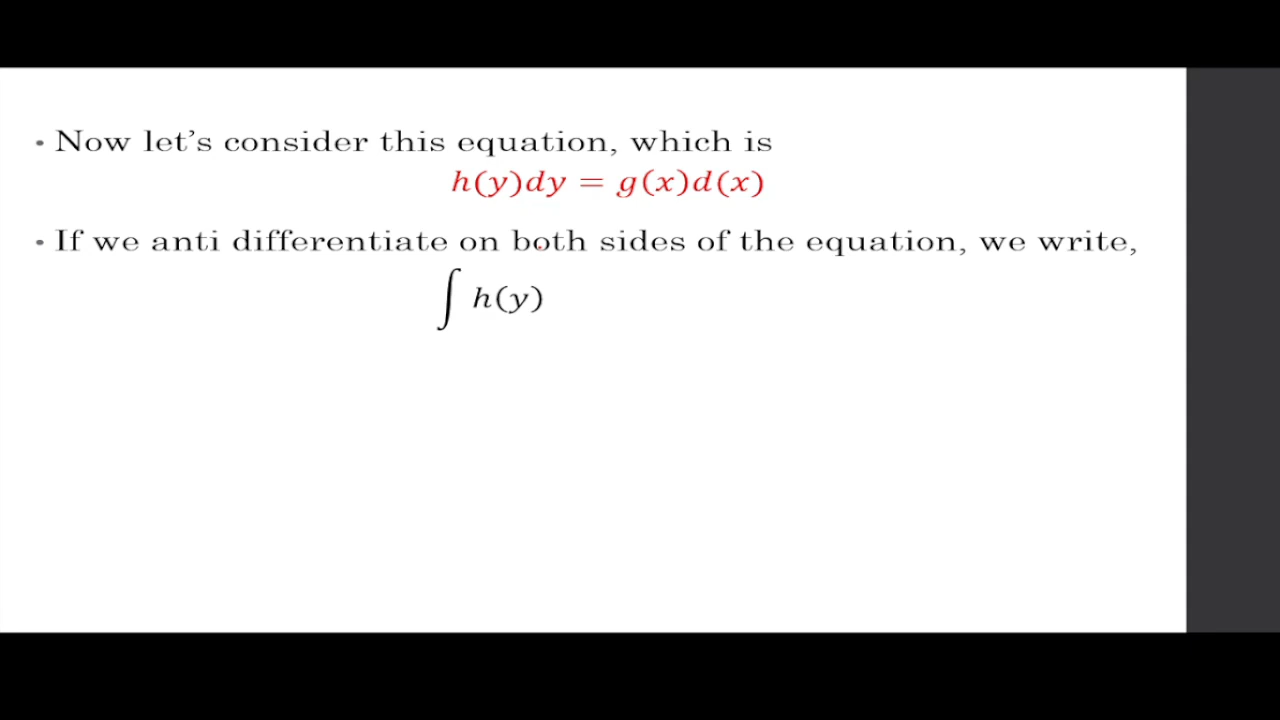 • Now let’s consider this equation, which is
h(y)dy = g(x)d(x)
• If we anti differentiate on both sides of the equation, we write,
∫ h(y)